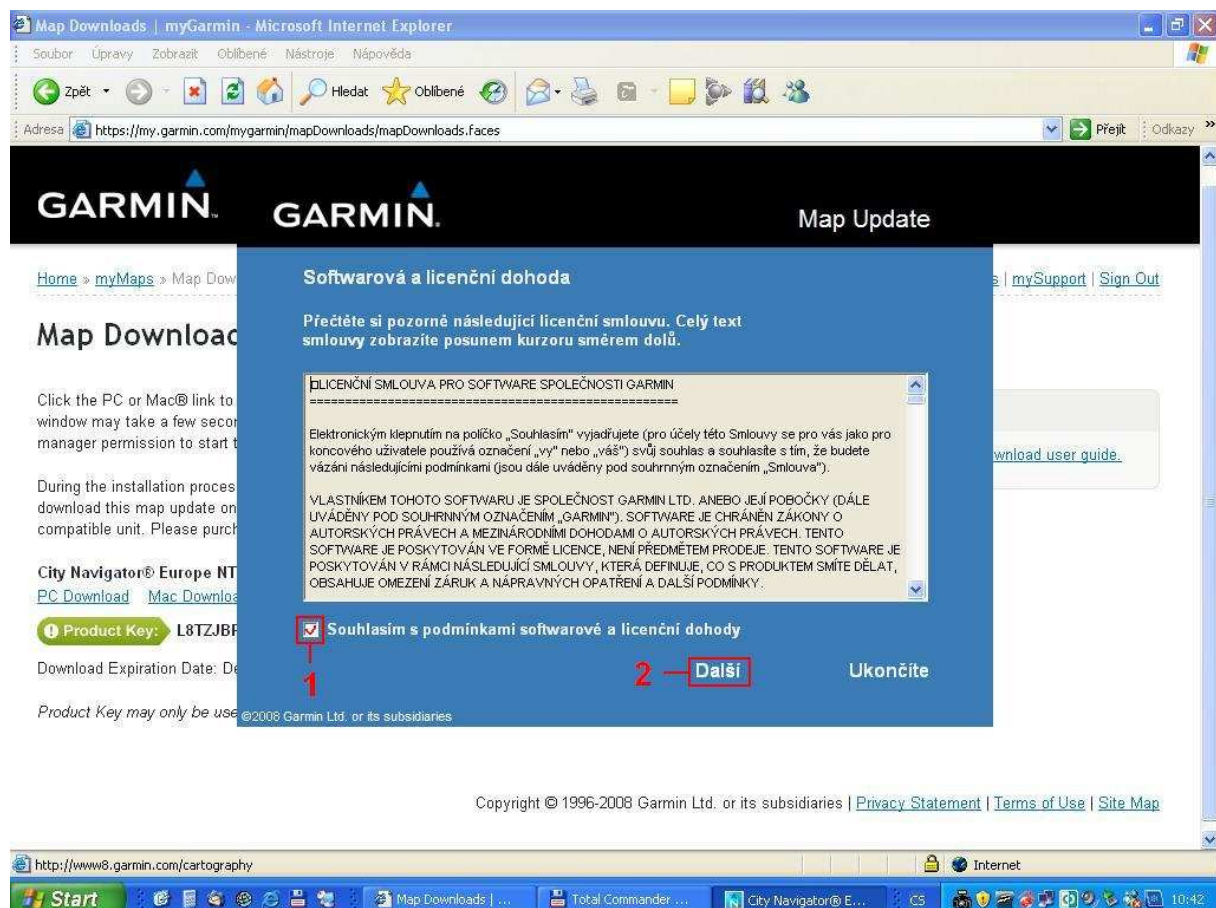 Map Downloads | myGarmin - Microsoft Internet Explorer
Soubor Úpravy Zobrazit Oblíbené Nástroje Nápověda
Zpět Hledat Oblíbené
Adresa https://my.garmin.com/mygarmin/mapDownloads/mapDownloads.faces Přejít Odkazy »
GARMIN™
GARMIN.
Map Update
Home » myMaps » Map Dow
| mySupport | Sign Out
Map Downloac
Click the PC or Mac® link to
window may take a few secor
manager permission to start t
During the installation proces
download this map update on
compatible unit. Please purch
City Navigator® Europe NT
PC Download Mac Downloa
Product Key: L8TZJBF
Download Expiration Date: De
Product Key may only be use
wnload user guide.
Softwarová a licenční dohoda
Přečtěte si pozorně následující licenční smlouvu. Celý text
smlouvy zobrazíte posunem kurzoru směrem dolů.
LICENČNÍ SMLOUVA PRO SOFTWARE SPOLEČNOSTI GARMIN
====================================================
Elektronickým klepnutím na políčko „Souhlasím" vyjadřujete (pro účely této Smlouvy se pro vás jako pro
koncového uživatele používá označení „vy" nebo „váš") svůj souhlas a souhlasíte s tím, že budete
vázáni následujícími podmínkami (jsou dále uváděny pod souhrnným označením „Smlouva").
VLASTNÍKEM TOHOTO SOFTWARU JE SPOLEČNOST GARMIN LTD. ANEBO JEJÍ POBOČKY (DÁLE
UVÁDĚNY POD SOUHRNNÝM OZNAČENÍM „GARMIN"). SOFTWARE JE CHRÁNĚN ZÁKONY O
AUTORSKÝCH PRÁVECH A MEZINÁRODNÍMI DOHODAMI O AUTORSKÝCH PRÁVECH. TENTO
SOFTWARE JE POSKYTOVÁN VE FORMĚ LICENCE, NENÍ PŘEDMĚTEM PRODEJE. TENTO SOFTWARE JE
POSKYTOVÁN V RÁMCI NÁSLEDUJÍCÍ SMLOUVY, KTERÁ DEFINUJE, CO S PRODUKTEM SMÍTE DĚLAT,
OBSAHUJE OMEZENÍ ZÁRUK A NÁPRAVNÝCH OPATŘENÍ A DALŠÍ PODMÍNKY.
Souhlasím s podmínkami softwarové a licenční dohody
1
2 Další Ukončíte
©2008 Garmin Ltd. or its subsidiaries
Copyright © 1996-2008 Garmin Ltd. or its subsidiaries | Privacy Statement | Terms of Use | Site Map
http://www8.garmin.com/cartography Internet
Start Map Downloads | ... Total Commander ... City Navigator® E... CS 10:42